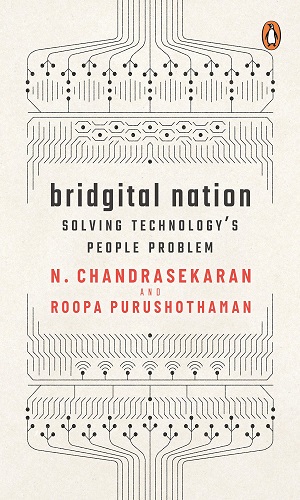 bridgital nation
SOLVING TECHNOLOGY'S
PEOPLE PROBLEM
N. CHANDRASEKARAN
AND
ROOPA PURUSHOTHAMAN